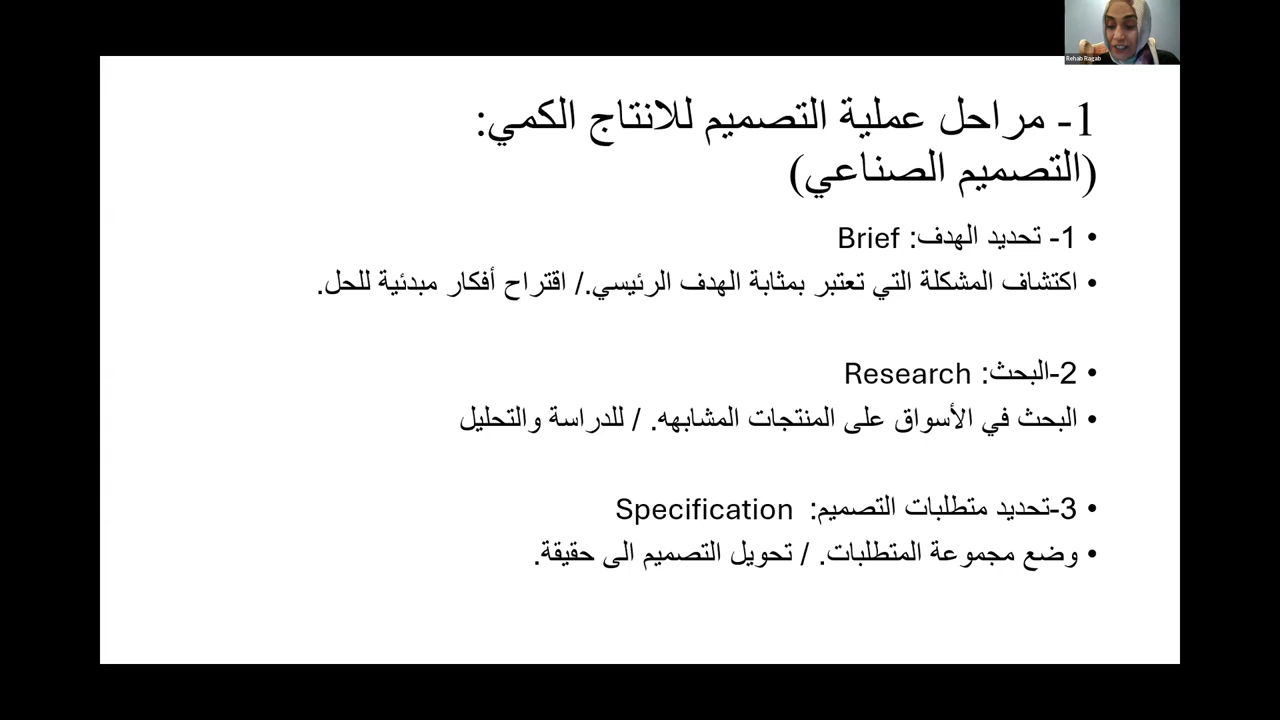 Rehab Ragab
1- مراحل عملية التصميم للانتاج الكمي:
(التصميم الصناعي)
• 1- تحديد الهدف: Brief
• اكتشاف المشكلة التي تعتبر بمثابة الهدف الرئيسي./ اقتراح أفكار مبدئية للحل.
• 2-البحث: Research
• البحث في الأسواق على المنتجات المشابهه. / للدراسة والتحليل
• 3-تحديد متطلبات التصميم: Specification
• وضع مجموعة المتطلبات. / تحويل التصميم الى حقيقة.